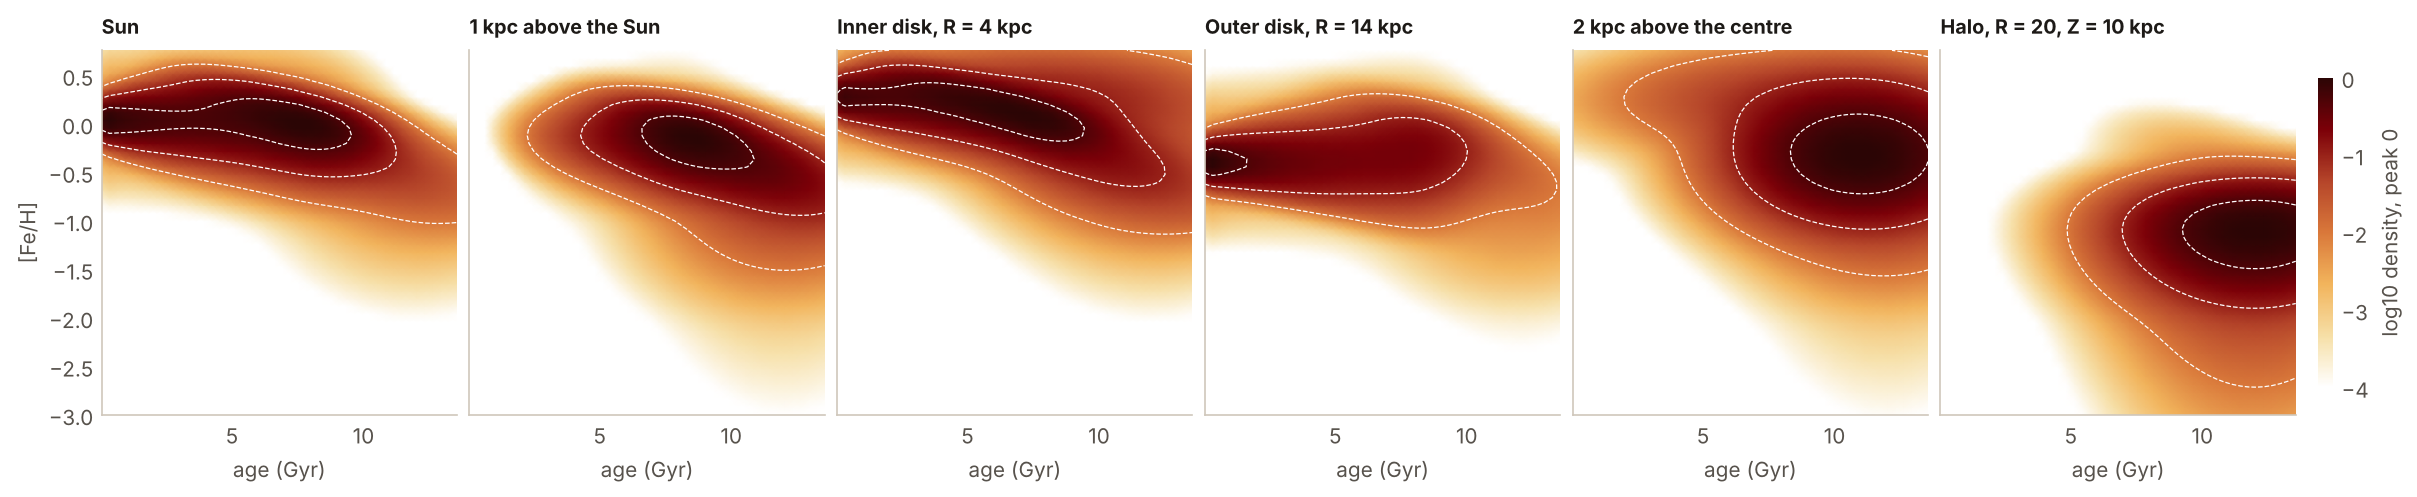 Sun
1 kpc above the Sun
Inner disk, R = 4 kpc
Outer disk, R = 14 kpc
2 kpc above the centre
Halo, R = 20, Z = 10 kpc
[Fe/H]
0.5
0.0
−0.5
−1.0
−1.5
−2.0
−2.5
−3.0
5 10
5 10
5 10
5 10
5 10
5 10
age (Gyr)
age (Gyr)
age (Gyr)
age (Gyr)
age (Gyr)
age (Gyr)
0
−1
−2
−3
−4
log10 density, peak 0